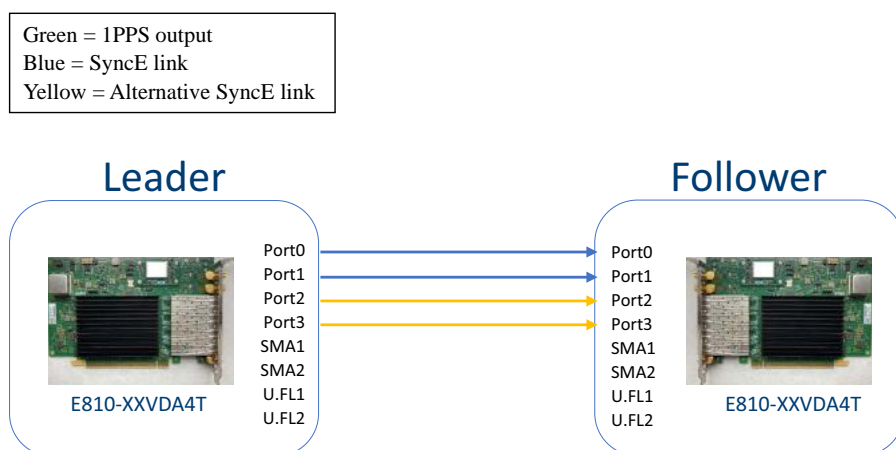 Green = 1PPS output
Blue = SyncE link
Yellow = Alternative SyncE link
Leader
Follower
Port0
Port1
Port2
Port3
SMA1
SMA2
U.FL1
U.FL2
E810-XXVDA4T
Port0
Port1
Port2
Port3
SMA1
SMA2
U.FL1
U.FL2
E810-XXVDA4T